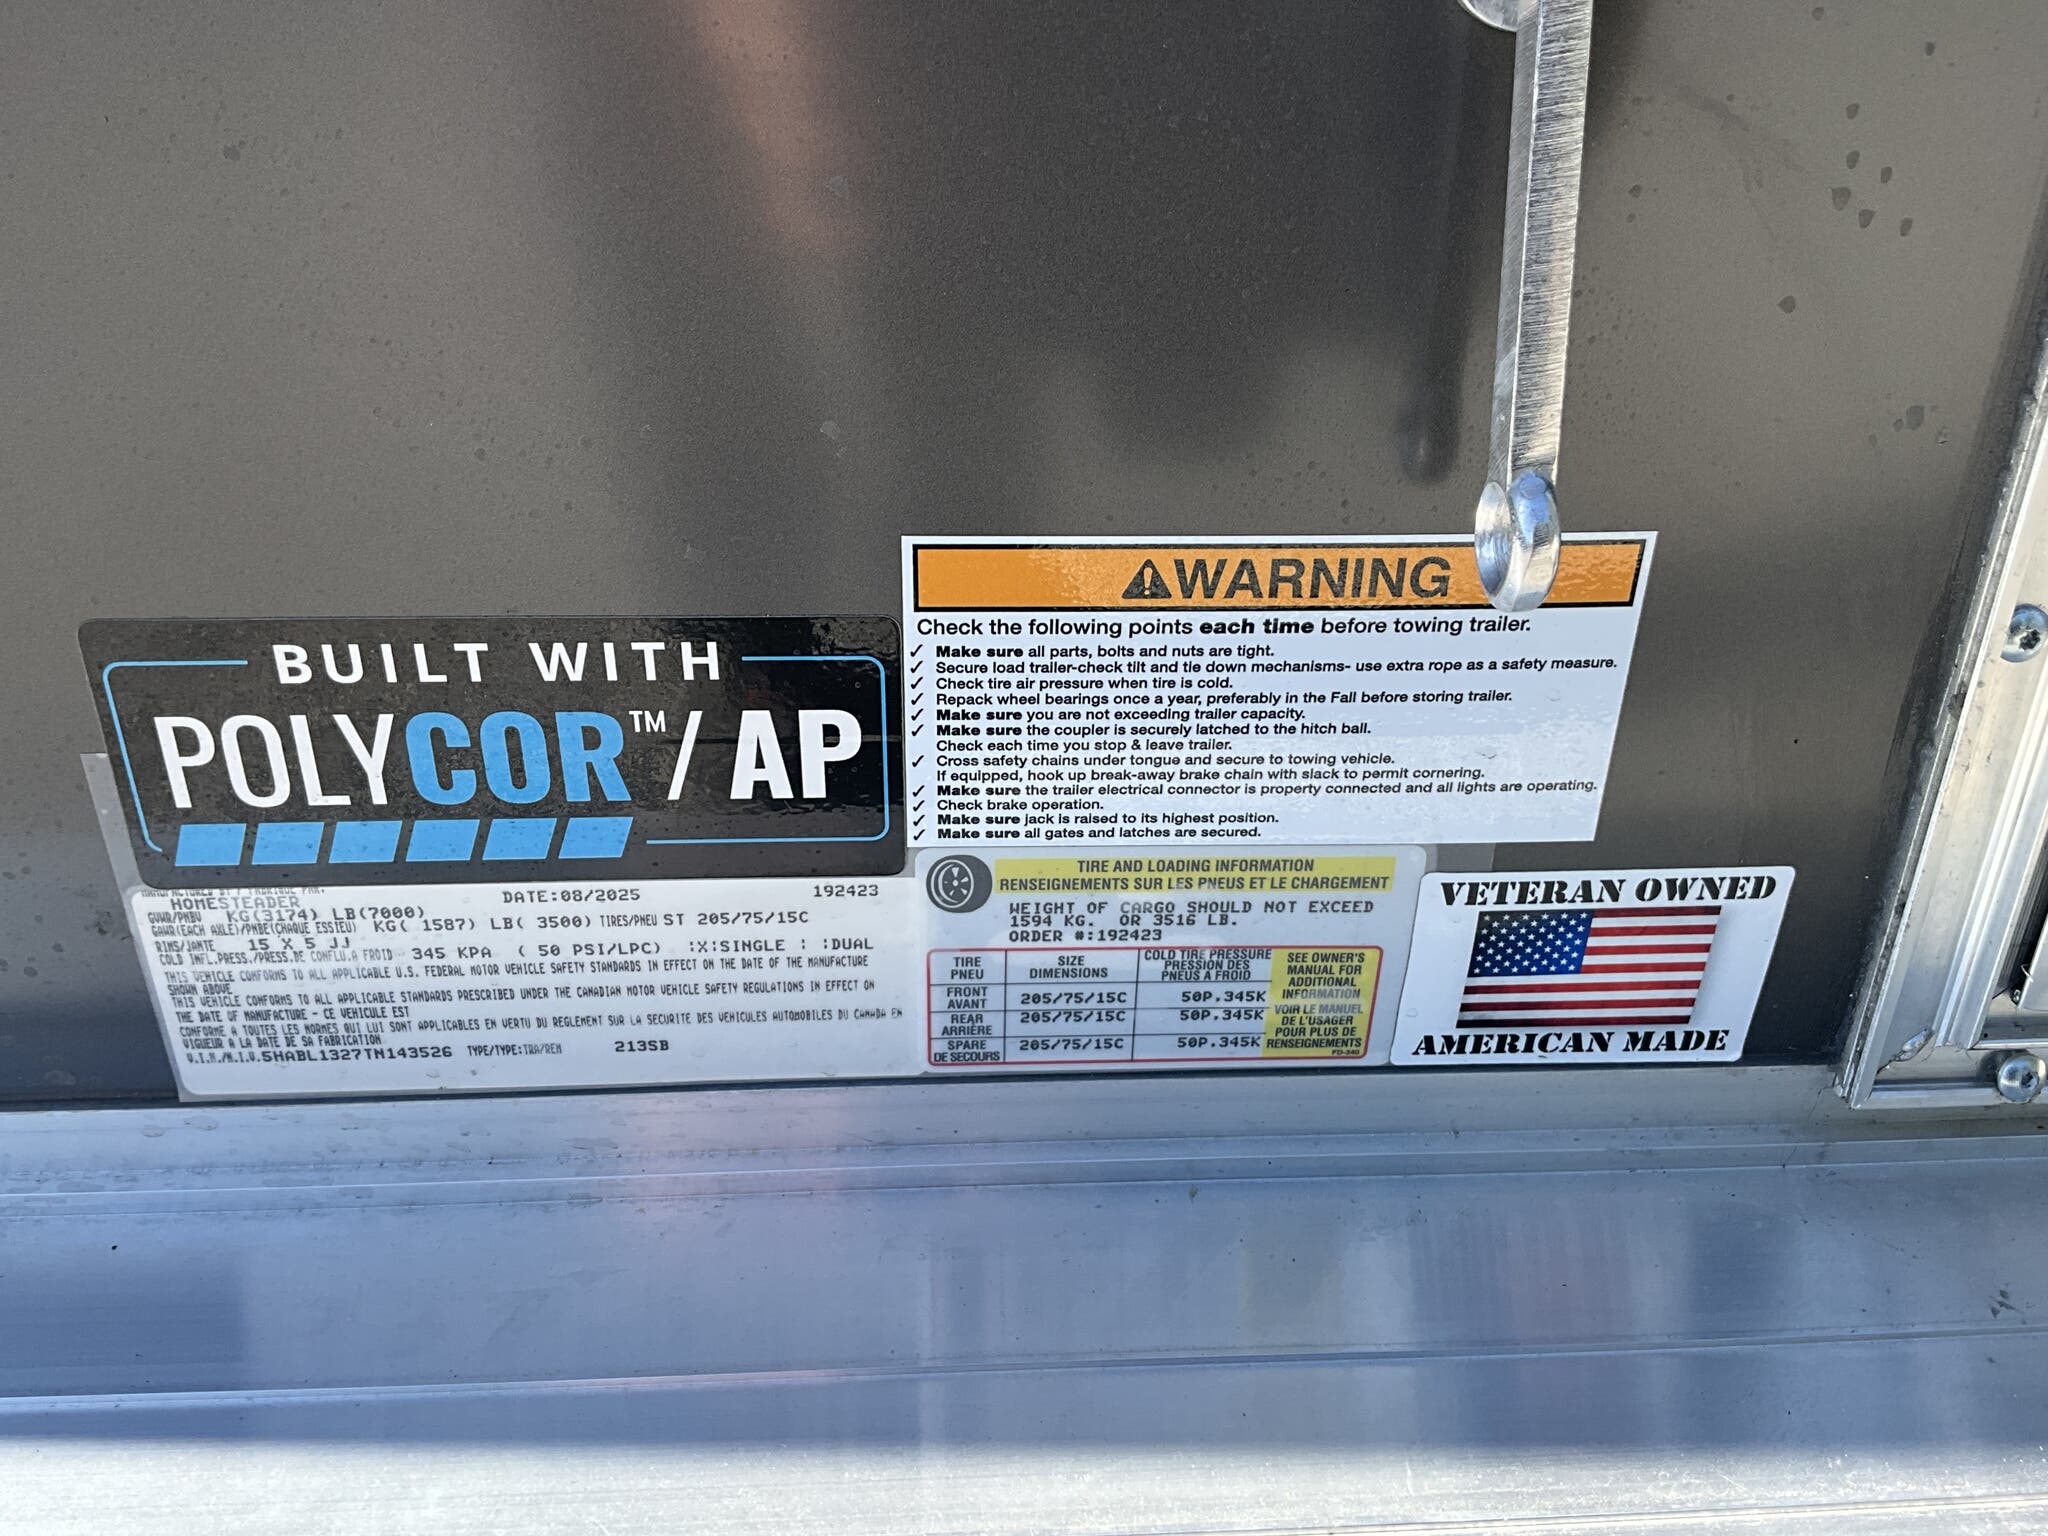 BUILT WITH
POLYCOR™/AP
MANUFACTURED BY / FABRIQUE PAR:
HOMESTEADER DATE:08/2025 192423
GVWR/PNBV KG(3174) LB(7000)
GAWR(EACH AXLE)/PNBE(CHAQUE ESSIEU) KG( 1587) LB( 3500) TIRES/PNEU ST 205/75/15C
RIMS/JANTE 15 X 5 JJ
COLD INFL.PRESS./PRESS.DE CONFLU.A FROID 345 KPA ( 50 PSI/LPC) :X:SINGLE : :DUAL
THIS VEHICLE CONFORMS TO ALL APPLICABLE U.S. FEDERAL MOTOR VEHICLE SAFETY STANDARDS IN EFFECT ON THE DATE OF THE MANUFACTURE
SHOWN ABOVE
THIS VEHICLE CONFORMS TO ALL APPLICABLE STANDARDS PRESCRIBED UNDER THE CANADIAN MOTOR VEHICLE SAFETY REGULATIONS IN EFFECT ON
THE DATE OF MANUFACTURE - CE VEHICULE EST
CONFORME A TOUTES LES NORMES QUI LUI SONT APPLICABLES EN VERTU DU REGLEMENT SUR LA SECURITE DES VEHICULES AUTOMOBILES DU CANADA EN
VIGUEUR A LA DATE DE SA FABRICATION
V.I.N./N.I.V.5HABL1327TN143526 TYPE/TYPE:TRA/REM 213SB
⚠WARNING
Check the following points each time before towing trailer.
✓ Make sure all parts, bolts and nuts are tight.
✓ Secure load trailer-check tilt and tie down mechanisms- use extra rope as a safety measure.
✓ Check tire air pressure when tire is cold.
✓ Repack wheel bearings once a year, preferably in the Fall before storing trailer.
✓ Make sure you are not exceeding trailer capacity.
✓ Make sure the coupler is securely latched to the hitch ball.
Check each time you stop & leave trailer.
✓ Cross safety chains under tongue and secure to towing vehicle.
If equipped, hook up break-away brake chain with slack to permit cornering.
✓ Make sure the trailer electrical connector is properly connected and all lights are operating.
✓ Check brake operation.
✓ Make sure jack is raised to its highest position.
✓ Make sure all gates and latches are secured.
TIRE AND LOADING INFORMATION
RENSEIGNEMENTS SUR LES PNEUS ET LE CHARGEMENT
WEIGHT OF CARGO SHOULD NOT EXCEED
1594 KG. OR 3516 LB.
ORDER #:192423
TIRE PNEU SIZE DIMENSIONS COLD TIRE PRESSURE PRESSION DES PNEUS A FROID
FRONT AVANT 205/75/15C 50P.345K
REAR ARRIÈRE 205/75/15C 50P.345K
SPARE DE SECOURS 205/75/15C 50P.345K
SEE OWNER'S
MANUAL FOR
ADDITIONAL
INFORMATION
VOIR LE MANUEL
DE L'USAGER
POUR PLUS DE
RENSEIGNEMENTS
FD-340
VETERAN OWNED
AMERICAN MADE